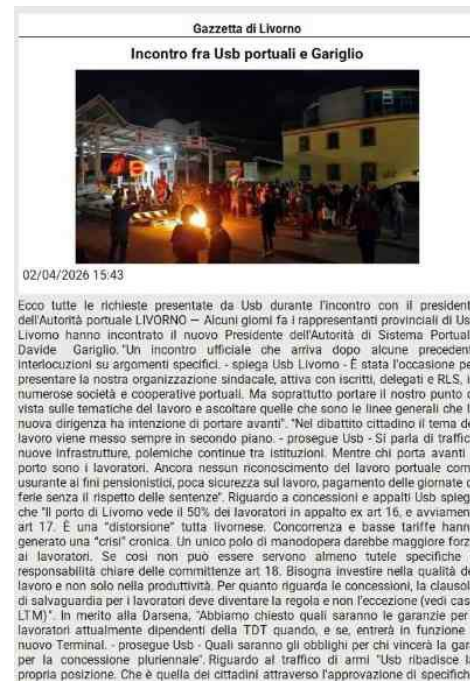 Gazzetta di Livorno
Incontro fra Usb portuali e Gariglio
02/04/2026 15:43
Ecco tutte le richieste presentate da Usb durante l'incontro con il president
dell'Autorità portuale LIVORNO — Alcuni giorni fa i rappresentanti provinciali di Us
Livorno hanno incontrato il nuovo Presidente dell'Autorità di Sistema Portual
Davide Gariglio. "Un incontro ufficiale che arriva dopo alcune precedent
interlocuzioni su argomenti specifici. - spiega Usb Livorno - È stata l'occasione pe
presentare la nostra organizzazione sindacale, attiva con iscritti, delegati e RLS, i
numerose società e cooperative portuali. Ma soprattutto portare il nostro punto d
vista sulle tematiche del lavoro e ascoltare quelle che sono le linee generali che l
nuova dirigenza ha intenzione di portare avanti". "Nel dibattito cittadino il tema de
lavoro viene messo sempre in secondo piano. - prosegue Usb - Si parla di traffic
nuove infrastrutture, polemiche continue tra istituzioni. Mentre chi porta avanti
porto sono i lavoratori. Ancora nessun riconoscimento del lavoro portuale com
usurante ai fini pensionistici, poca sicurezza sul lavoro, pagamento delle giornate d
ferie senza il rispetto delle sentenze". Riguardo a concessioni e appalti Usb spieg
che "Il porto di Livorno vede il 50% dei lavoratori in appalto ex art 16, e avviamen
art 17. È una "distorsione" tutta livornese. Concorrenza e basse tariffe hann
generato una "crisi" cronica. Un unico polo di manodopera darebbe maggiore forz
ai lavoratori. Se così non può essere servono almeno tutele specifiche
responsabilità chiare delle committenze art 18. Bisogna investire nella qualità de
lavoro e non solo nella produttività. Per quanto riguarda le concessioni, la clausol
di salvaguardia per i lavoratori deve diventare la regola e non l'eccezione (vedi cas
LTM)". In merito alla Darsena, "Abbiamo chiesto quali saranno le garanzie per
lavoratori attualmente dipendenti della TDT quando, e se, entrerà in funzione
nuovo Terminal. - prosegue Usb - Quali saranno gli obblighi per chi vincerà la gar
per la concessione pluriennale". Riguardo al traffico di armi "Usb ribadisce l
propria posizione. Che è quella dei cittadini attraverso l'approvazione di specifich